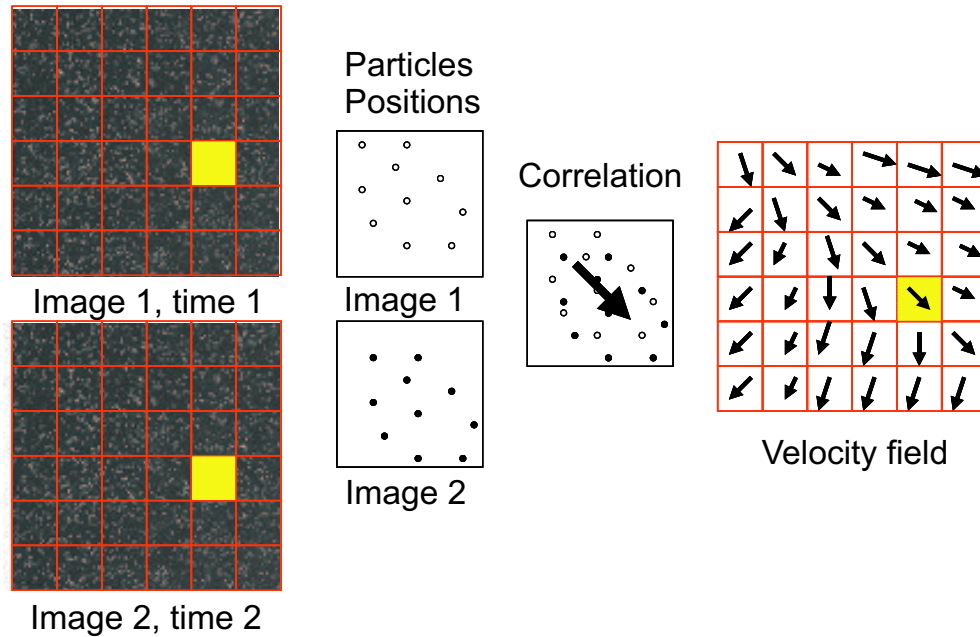 Particles
Positions
Correlation
Image 1, time 1
Image 1
Velocity field
Image 2
Image 2, time 2